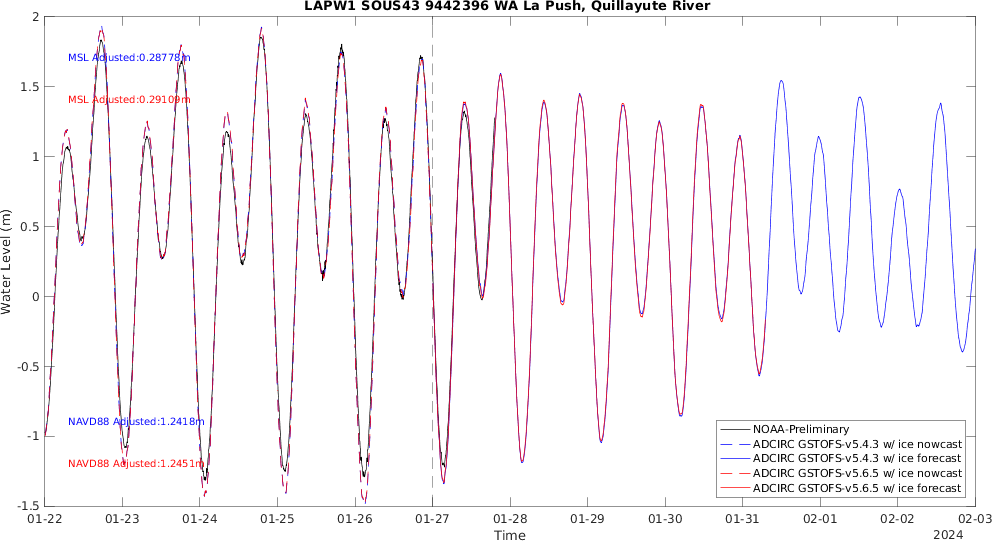 LAPW1 SOUS43 9442396 WA La Push, Quillayute River
2
1.5
1
0.5
0
-0.5
-1
-1.5
Water Level (m)
MSL Adjusted:0.28778m
MSL Adjusted:0.29109m
NAVD88 Adjusted:1.2418m
NAVD88 Adjusted:1.2451m
NOAA-Preliminary
ADCIRC GSTOFS-v5.4.3 w/ ice nowcast
ADCIRC GSTOFS-v5.4.3 w/ ice forecast
ADCIRC GSTOFS-v5.6.5 w/ ice nowcast
ADCIRC GSTOFS-v5.6.5 w/ ice forecast
01-22 01-23 01-24 01-25 01-26 01-27 01-28 01-29 01-30 01-31 02-01 02-02 02-03
Time
2024